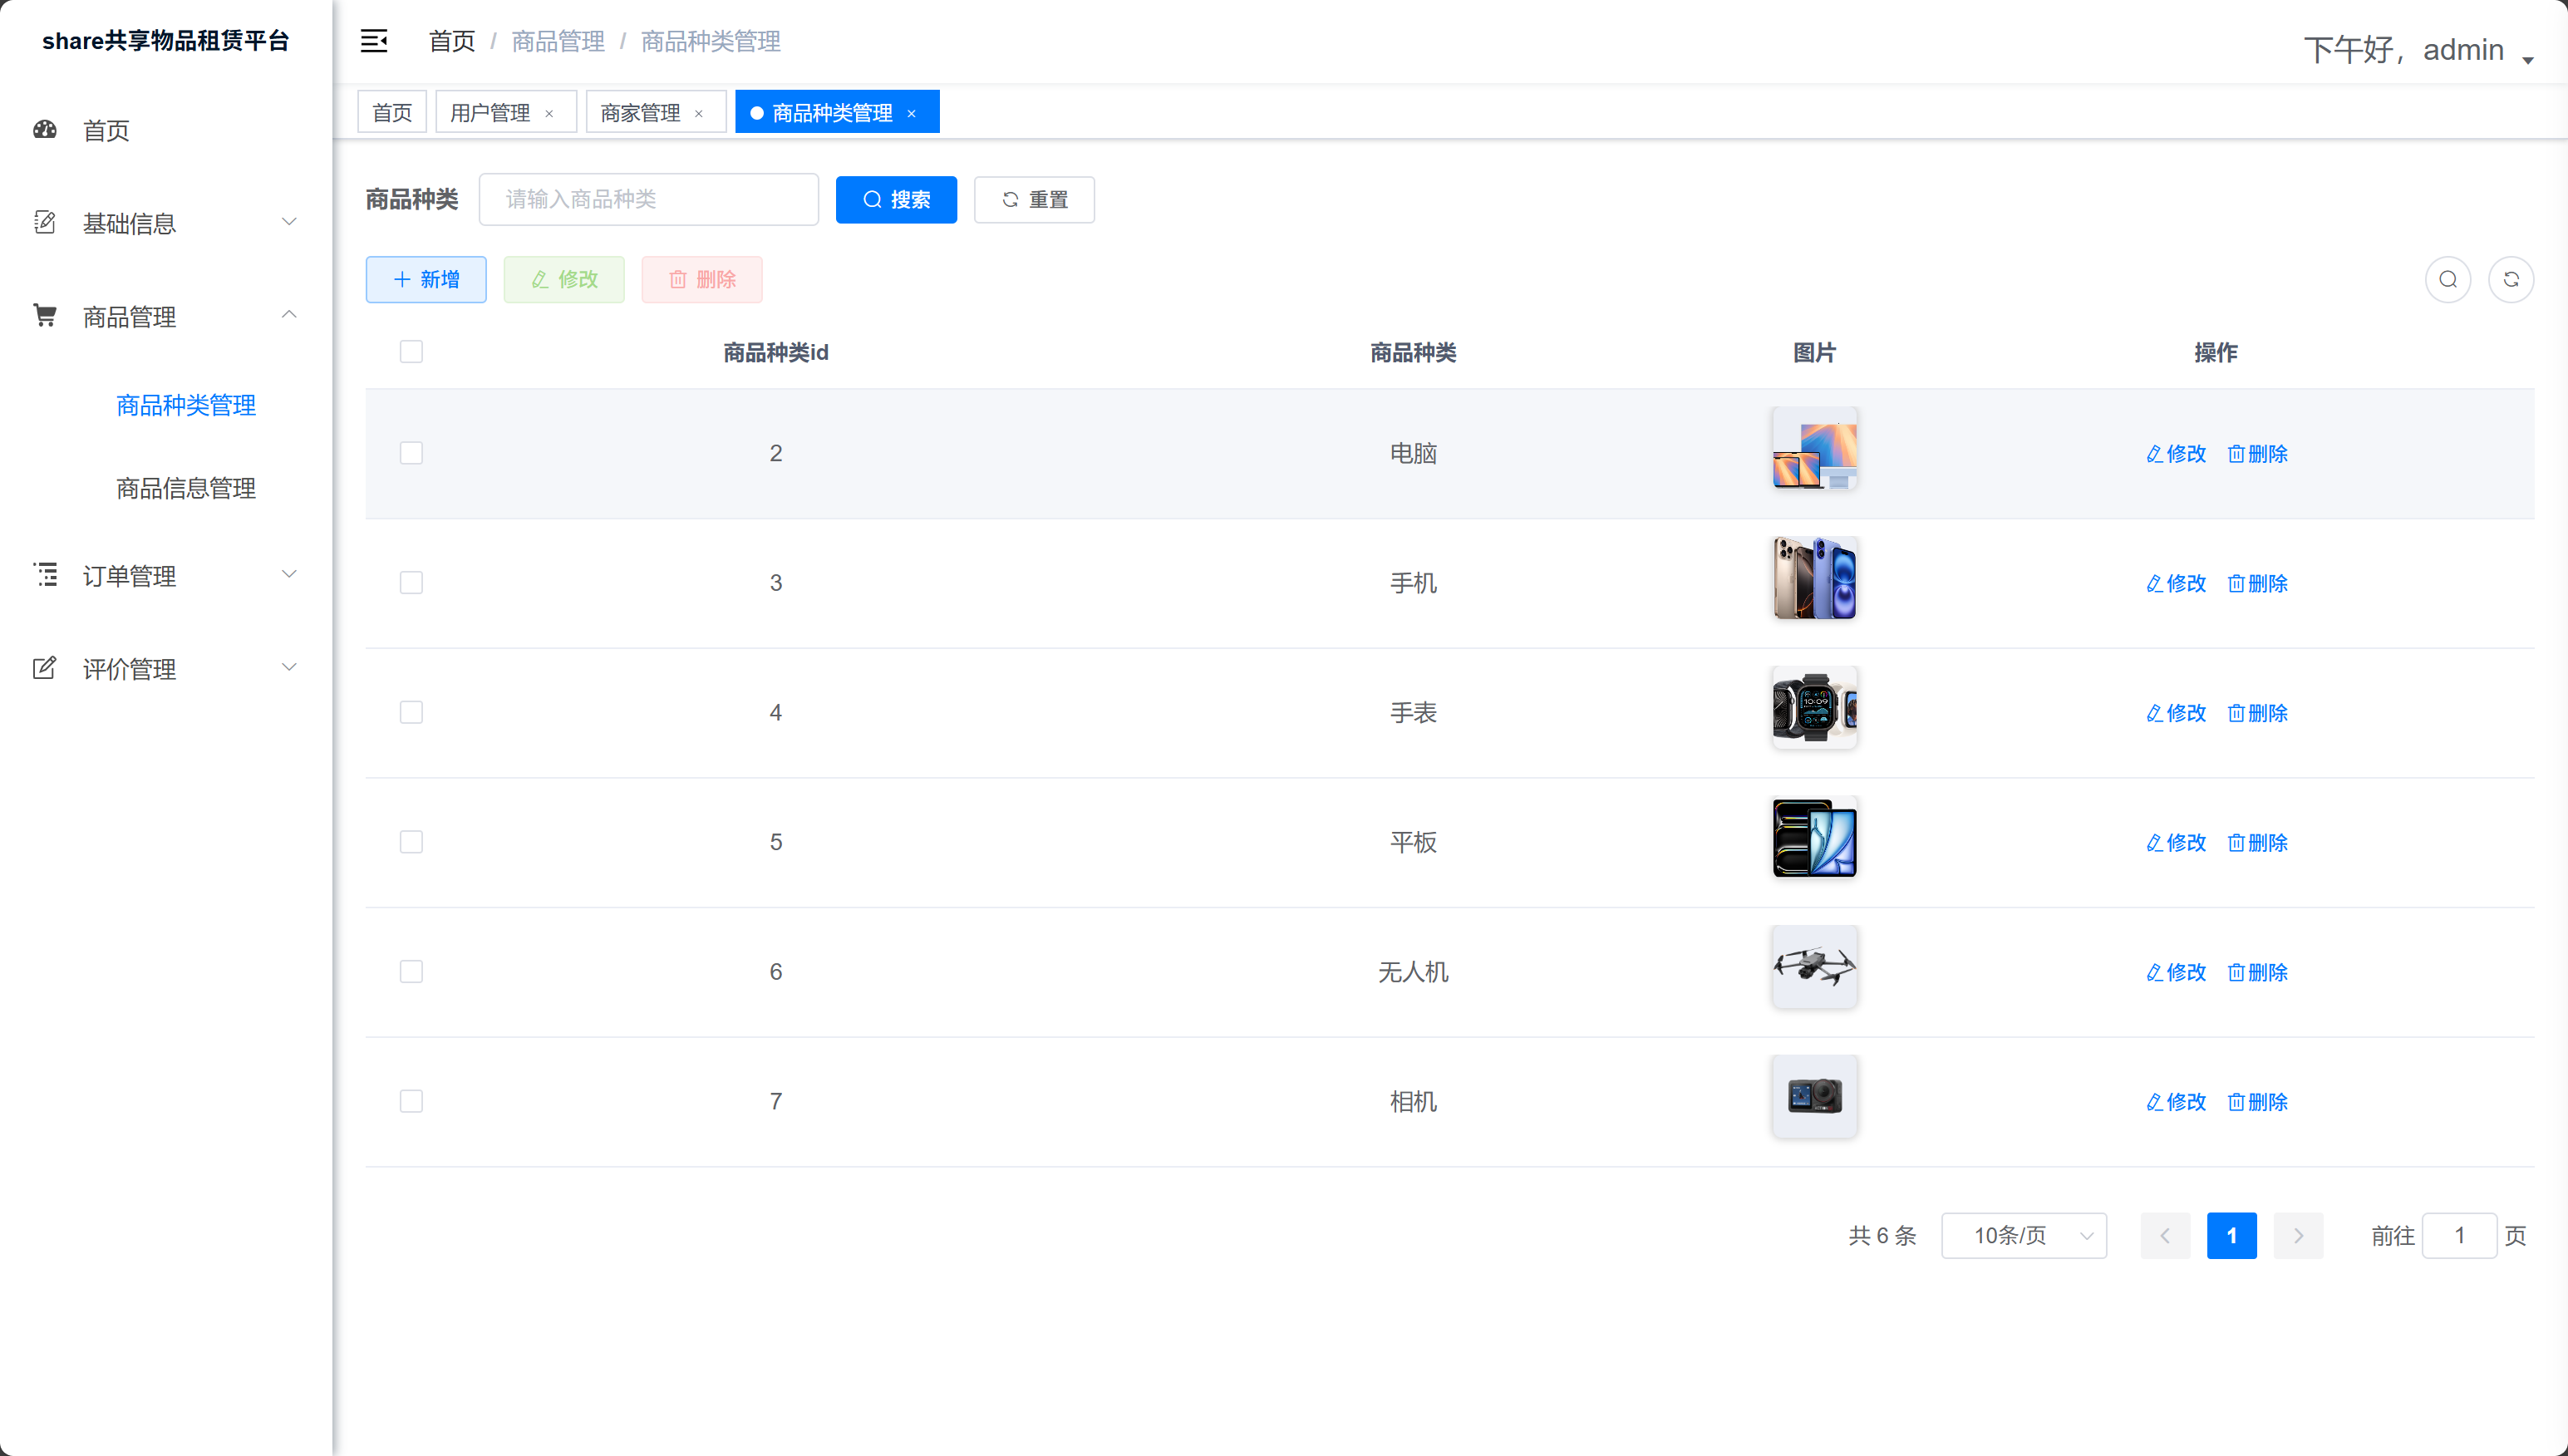 share共享物品租赁平台
首页 / 商品管理 / 商品种类管理
下午好，admin
首页
用户管理 ×
商家管理 ×
商品种类管理 ×
首页
基础信息
商品管理
商品种类管理
商品信息管理
订单管理
评价管理
商品种类 请输入商品种类 搜索 重置
新增 修改 删除
商品种类id 商品种类 图片 操作
2 电脑 修改 删除
3 手机 修改 删除
4 手表 10:09 修改 删除
5 平板 修改 删除
6 无人机 修改 删除
7 相机 修改 删除
共 6 条 10条/页 1 前往 1 页